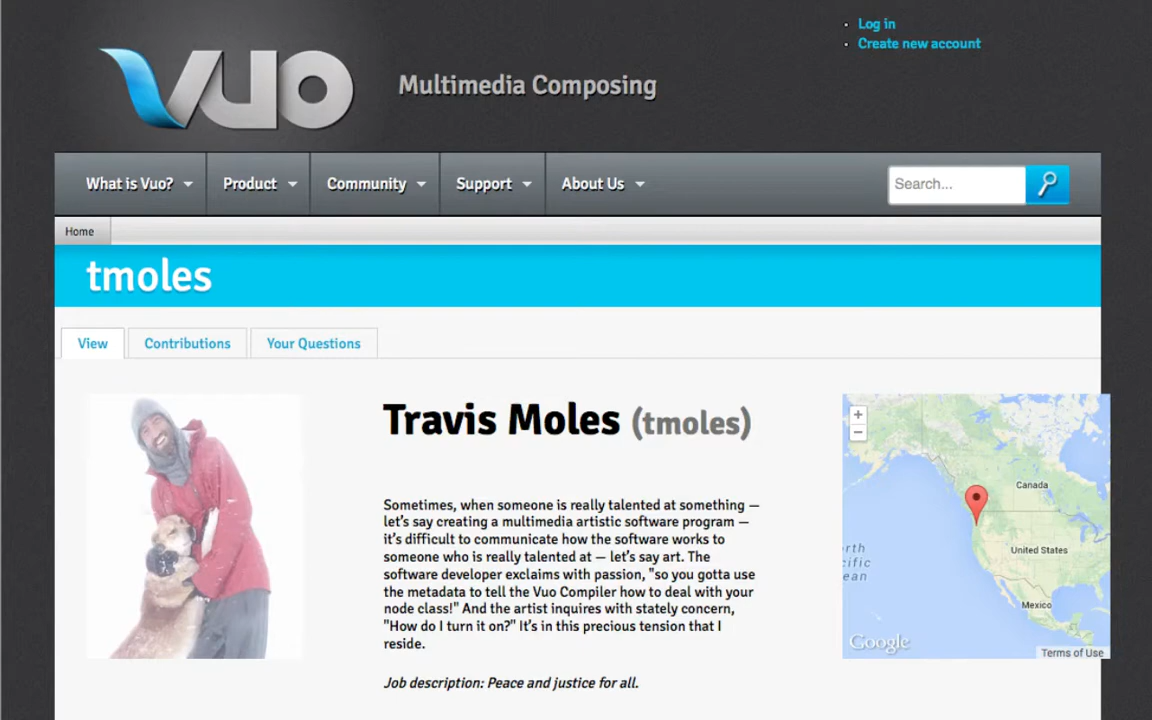 Log in
Create new account
vuo
Multimedia Composing
What is Vuo?
Product
Community
Support
About Us
Search...
Home
tmoles
View
Contributions
Your Questions
Travis Moles (tmoles)
Sometimes, when someone is really talented at something —
let's say creating a multimedia artistic software program —
it's difficult to communicate how the software works to
someone who is really talented at — let's say art. The
software developer exclaims with passion, "so you gotta use
the metadata to tell the Vuo Compiler how to deal with your
node class!" And the artist inquires with stately concern,
"How do I turn it on?" It's in this precious tension that I
reside.
Job description: Peace and justice for all.
+
−
Canada
United States
Mexico
orth
cific
ean
Google
Terms of Use